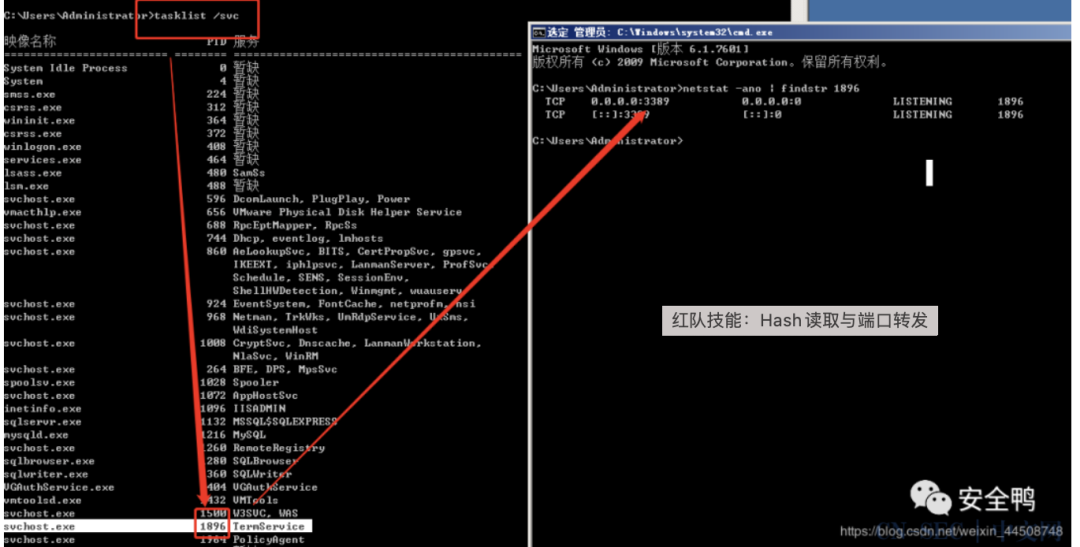 C:\Users\Administrator>tasklist /svc
映像名称 PID 服务
System Idle Process 0 暂缺
System 4 暂缺
smss.exe 224 暂缺
csrss.exe 312 暂缺
wininit.exe 364 暂缺
csrss.exe 372 暂缺
winlogon.exe 408 暂缺
services.exe 464 暂缺
lsass.exe 480 SamSs
lsm.exe 488 暂缺
svchost.exe 596 DcomLaunch, PlugPlay, Power
vmacthlp.exe 656 VMware Physical Disk Helper Service
svchost.exe 688 RpcEptMapper, RpcSs
svchost.exe 744 Dhcp, eventlog, lmhosts
svchost.exe 860 AeLookupSvc, BITS, CertPropSvc, gpsvc,
IKEEXT, iphlpsvc, LanmanServer, ProfSvc,
Schedule, SENS, SessionEnv,
ShellHWDetection, Winmgmt, wuauserv
svchost.exe 924 EventSystem, FontCache, netprofm, nsi
svchost.exe 968 Netman, TrkWks, UmRdpService, UxSms,
WdiSystemHost
svchost.exe 1008 CryptSvc, Dnscache, LanmanWorkstation,
NlaSvc, WinRM
svchost.exe 264 BFE, DPS, MpsSvc
spoolsv.exe 1028 Spooler
svchost.exe 1072 AppHostSvc
inetinfo.exe 1096 IISADMIN
sqlservr.exe 1132 MSSQL$SQLEXPRESS
mysqld.exe 1216 MySQL
svchost.exe 1260 RemoteRegistry
sqlbrowser.exe 1280 SQLBrowser
sqlwriter.exe 1360 SQLWriter
VGAuthService.exe 1404 VGAuthService
vmtoolsd.exe 1432 VMTools
svchost.exe 1500 W3SVC, WAS
svchost.exe 1896 TermService
svchost.exe 1964 PolicyAgent
选定 管理员: C:\Windows\system32\cmd.exe
Microsoft Windows [版本 6.1.7601]
版权所有 (c) 2009 Microsoft Corporation。保留所有权利。
C:\Users\Administrator>netstat -ano | findstr 1896
TCP 0.0.0.0:3389 0.0.0.0:0 LISTENING 1896
TCP [::]:3389 [::]:0 LISTENING 1896
C:\Users\Administrator>
红队技能：Hash读取与端口转发
安全鸭
https://blog.csdn.net/weixin_44508748